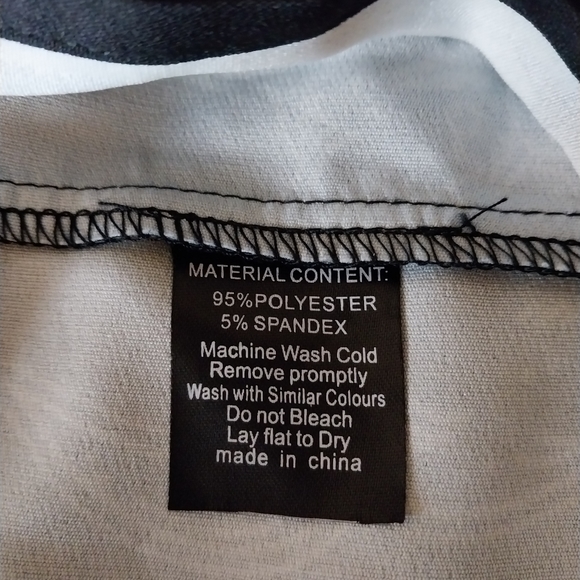 MATERIAL CONTENT:
95%POLYESTER
5% SPANDEX
Machine Wash Cold
Remove promptly
Wash with Similar Colours
Do not Bleach
Lay flat to Dry
made in china